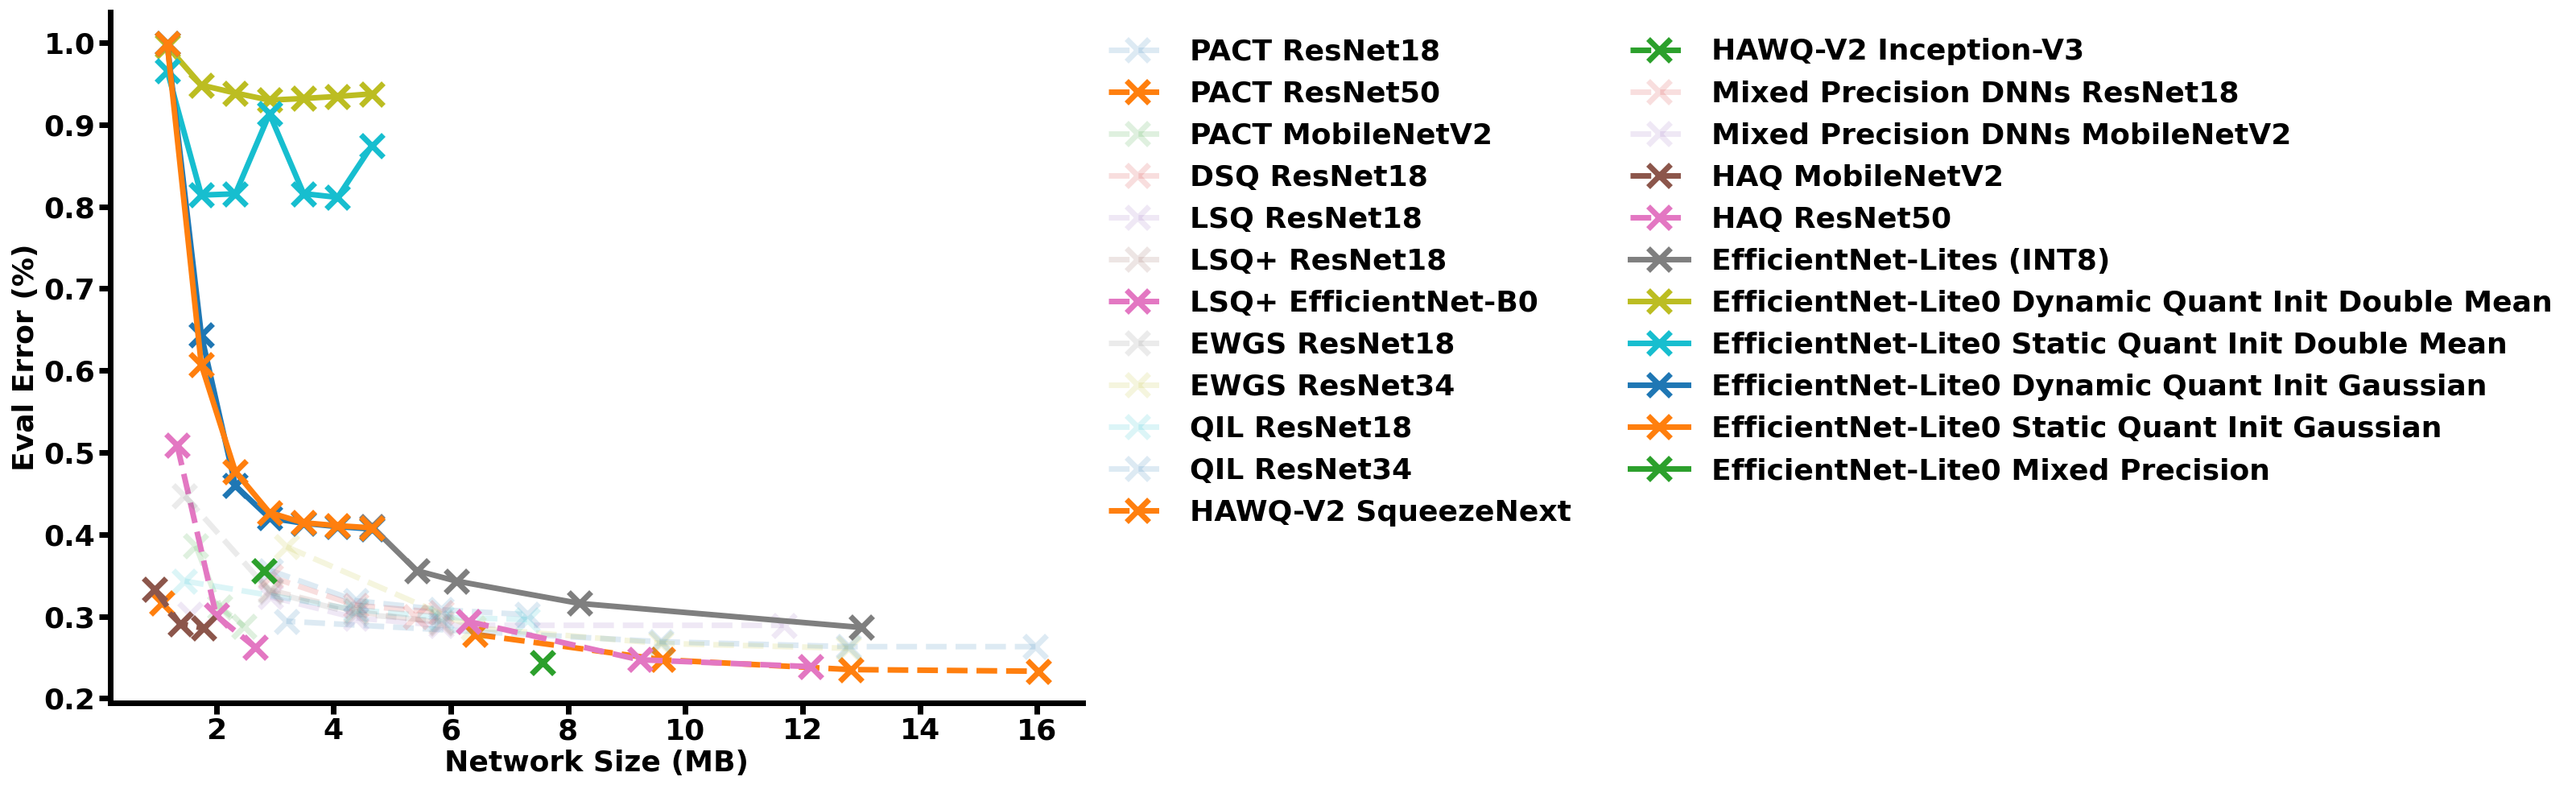 1.0
0.9
0.8
0.7
0.6
0.5
0.4
0.3
0.2
Eval Error (%)
2 4 6 8 10 12 14 16
Network Size (MB)
PACT ResNet18
PACT ResNet50
PACT MobileNetV2
DSQ ResNet18
LSQ ResNet18
LSQ+ ResNet18
LSQ+ EfficientNet-B0
EWGS ResNet18
EWGS ResNet34
QIL ResNet18
QIL ResNet34
HAWQ-V2 SqueezeNext
HAWQ-V2 Inception-V3
Mixed Precision DNNs ResNet18
Mixed Precision DNNs MobileNetV2
HAQ MobileNetV2
HAQ ResNet50
EfficientNet-Lites (INT8)
EfficientNet-Lite0 Dynamic Quant Init Double Mean
EfficientNet-Lite0 Static Quant Init Double Mean
EfficientNet-Lite0 Dynamic Quant Init Gaussian
EfficientNet-Lite0 Static Quant Init Gaussian
EfficientNet-Lite0 Mixed Precision